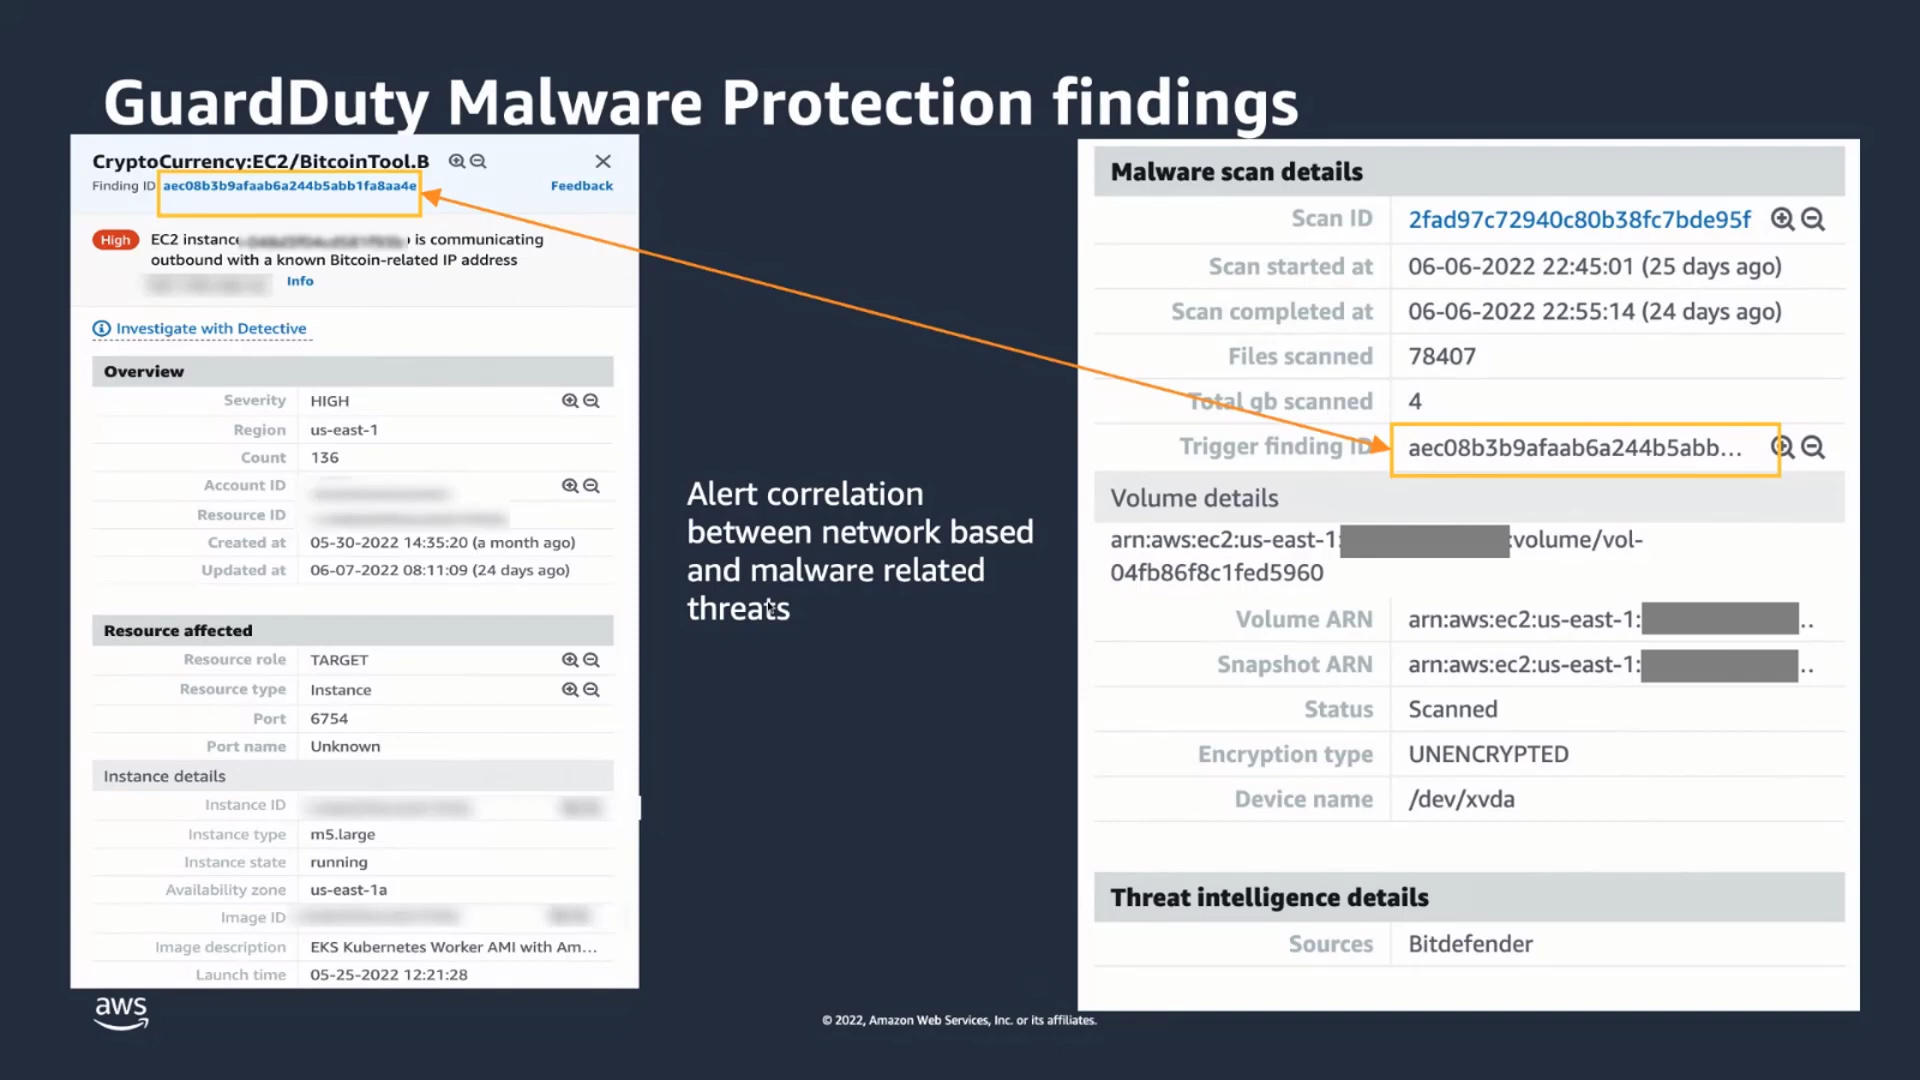 GuardDuty Malware Protection findings
CryptoCurrency:EC2/BitcoinTool.B
Finding ID aec08b3b9afaab6a244b5abb1fa8aa4e Feedback
High
EC2 instance is communicating
outbound with a known Bitcoin-related IP address
Info
Investigate with Detective
Overview
Severity HIGH
Region us-east-1
Count 136
Account ID
Resource ID
Created at 05-30-2022 14:35:20 (a month ago)
Updated at 06-07-2022 08:11:09 (24 days ago)
Resource affected
Resource role TARGET
Resource type Instance
Port 6754
Port name Unknown
Instance details
Instance ID
Instance type m5.large
Instance state running
Availability zone us-east-1a
Image ID
Image description EKS Kubernetes Worker AMI with Am...
Launch time 05-25-2022 12:21:28
Alert correlation
between network based
and malware related
threats
Malware scan details
Scan ID 2fad97c72940c80b38fc7bde95f
Scan started at 06-06-2022 22:45:01 (25 days ago)
Scan completed at 06-06-2022 22:55:14 (24 days ago)
Files scanned 78407
Total gb scanned 4
Trigger finding ID aec08b3b9afaab6a244b5abb...
Volume details
arn:aws:ec2:us-east-1: :volume/vol-
04fb86f8c1fed5960
Volume ARN arn:aws:ec2:us-east-1: ..
Snapshot ARN arn:aws:ec2:us-east-1: ..
Status Scanned
Encryption type UNENCRYPTED
Device name /dev/xvda
Threat intelligence details
Sources Bitdefender
aws
© 2022, Amazon Web Services, Inc. or its affiliates.